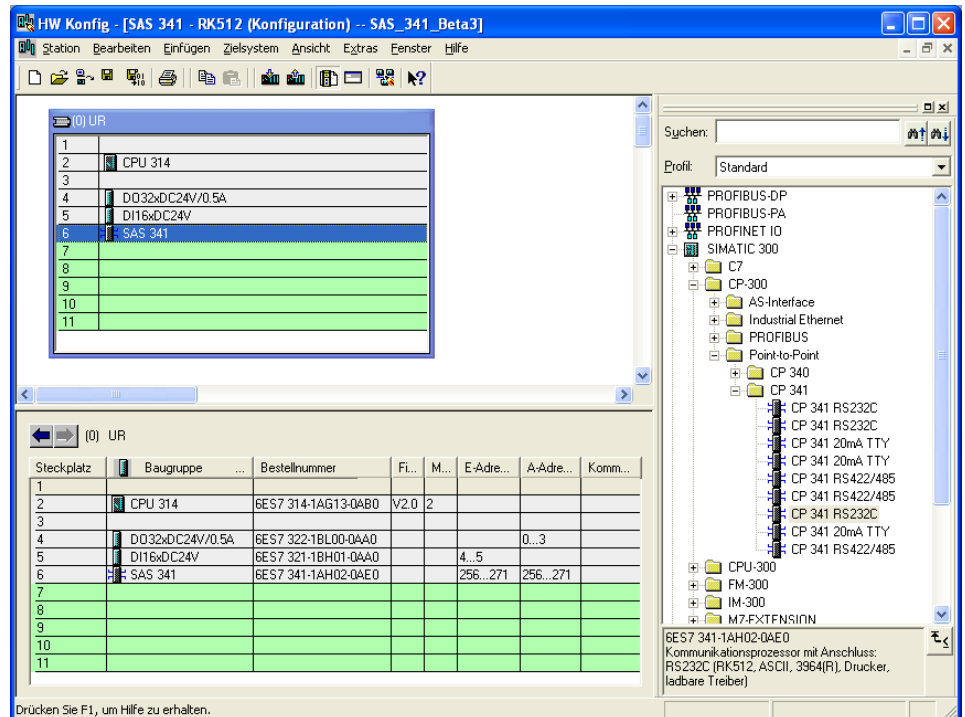 HW Konfig - [SAS 341 - RK512 (Konfiguration) -- SAS_341_Beta3]
Station Bearbeiten Einfügen Zielsystem Ansicht Extras Fenster Hilfe
(0) UR
1
2 CPU 314
3
4 DO32xDC24V/0.5A
5 DI16xDC24V
6 SAS 341
7
8
9
10
11
Suchen:
Profil: Standard
PROFIBUS-DP
PROFIBUS-PA
PROFINET IO
SIMATIC 300
C7
CP-300
AS-Interface
Industrial Ethernet
PROFIBUS
Point-to-Point
CP 340
CP 341
CP 341 RS232C
CP 341 RS232C
CP 341 20mA TTY
CP 341 20mA TTY
CP 341 RS422/485
CP 341 RS422/485
CP 341 RS232C
CP 341 20mA TTY
CP 341 RS422/485
CPU-300
FM-300
IM-300
M7-EXTENSION
6ES7 341-1AH02-0AE0
Kommunikationsprozessor mit Anschluss:
RS232C (RK512, ASCII, 3964(R), Drucker,
ladbare Treiber)
(0) UR
Steckplatz Baugruppe ... Bestellnummer Fi... M... E-Adre... A-Adre... Komm...
1
2 CPU 314 6ES7 314-1AG13-0AB0 V2.0 2
3
4 DO32xDC24V/0.5A 6ES7 322-1BL00-0AA0 0...3
5 DI16xDC24V 6ES7 321-1BH01-0AA0 4...5
6 SAS 341 6ES7 341-1AH02-0AE0 256...271 256...271
7
8
9
10
11
Drücken Sie F1, um Hilfe zu erhalten.